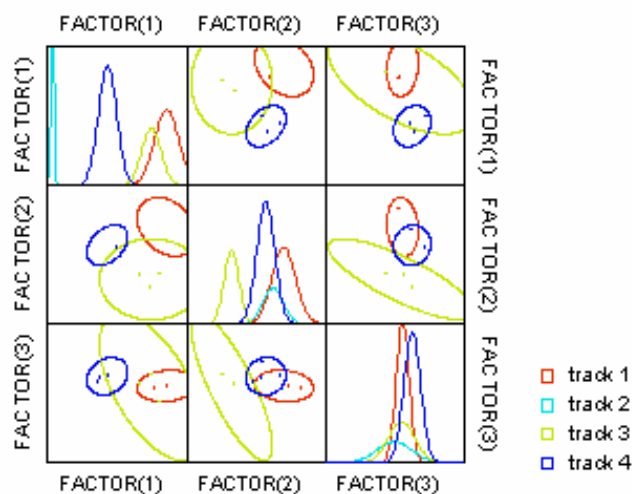 FACTOR(1) FACTOR(2) FACTOR(3)
FACTOR(1)
FACTOR(1)
FACTOR(2)
FACTOR(2)
FACTOR(3)
FACTOR(3)
track 1
track 2
track 3
track 4
FACTOR(1) FACTOR(2) FACTOR(3)